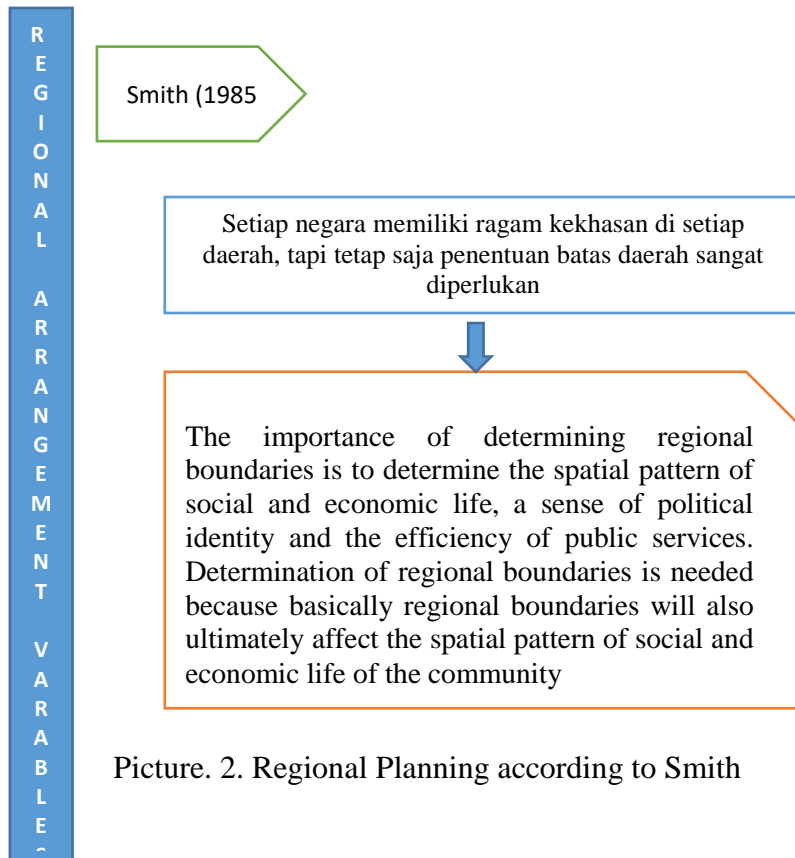 REGIONAL ARRANGEMENT VARABLES
Smith (1985
Setiap negara memiliki ragam kekhasan di setiap
daerah, tapi tetap saja penentuan batas daerah sangat
diperlukan
The importance of determining regional
boundaries is to determine the spatial pattern of
social and economic life, a sense of political
identity and the efficiency of public services.
Determination of regional boundaries is needed
because basically regional boundaries will also
ultimately affect the spatial pattern of social and
economic life of the community
Picture. 2. Regional Planning according to Smith